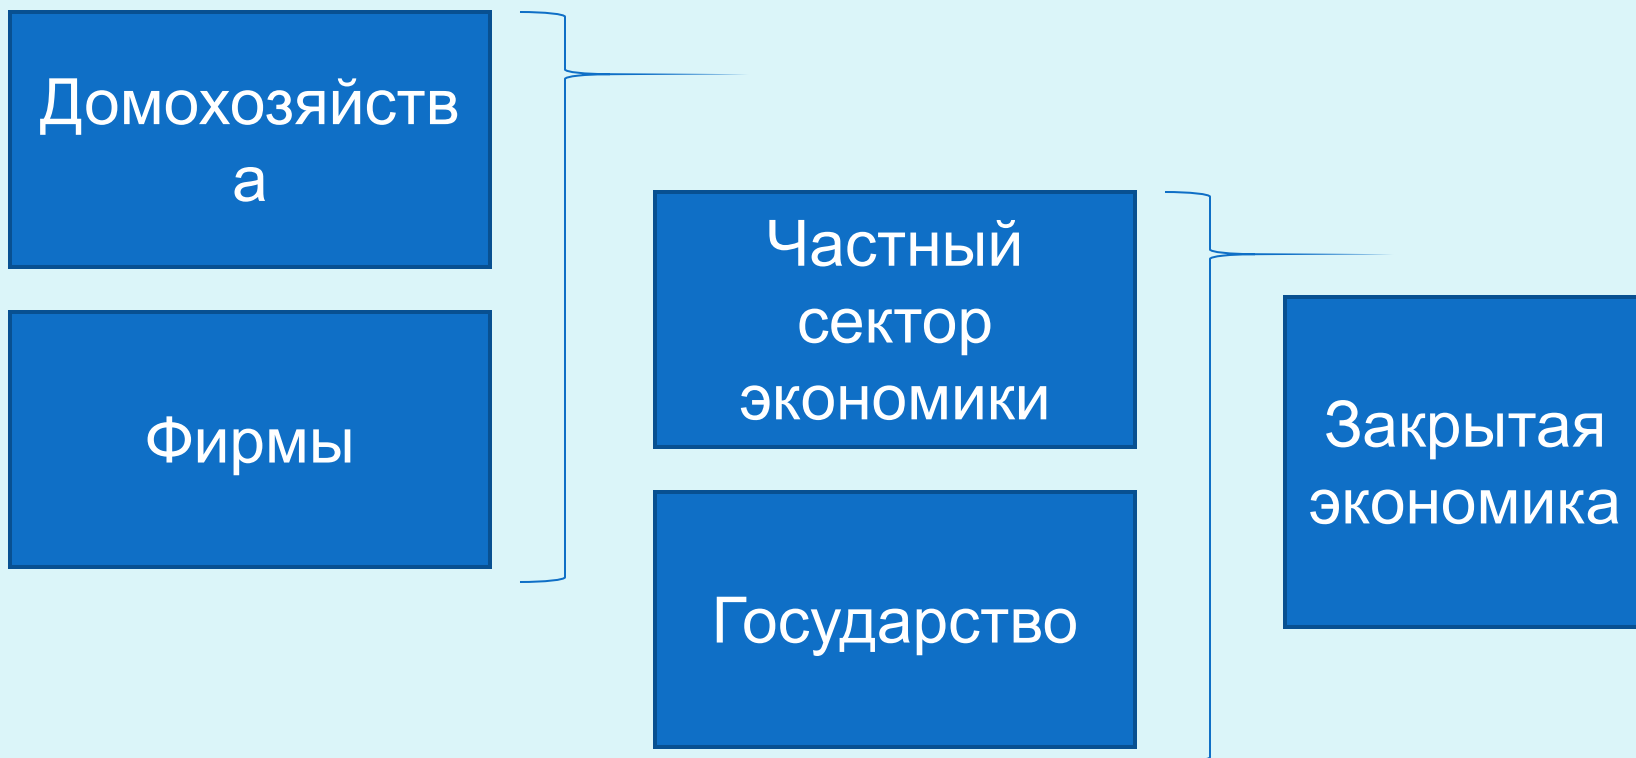 Домохозяйств
а
Фирмы
Частный
сектор
экономики
Государство
Закрытая
экономика